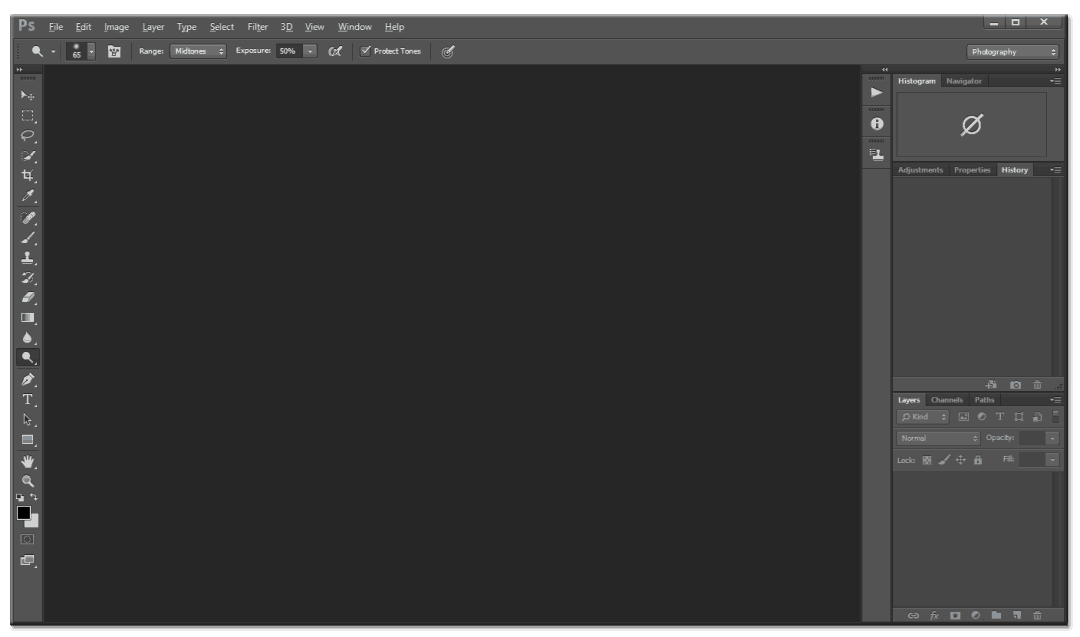 Ps File Edit Image Layer Type Select Filter 3D View Window Help
65 Range: Midtones Exposure: 50% Protect Tones Photography
Histogram Navigator
Adjustments Properties History
T
Layers Channels Paths
Kind T
Normal Opacity:
Lock: Fill:
fx